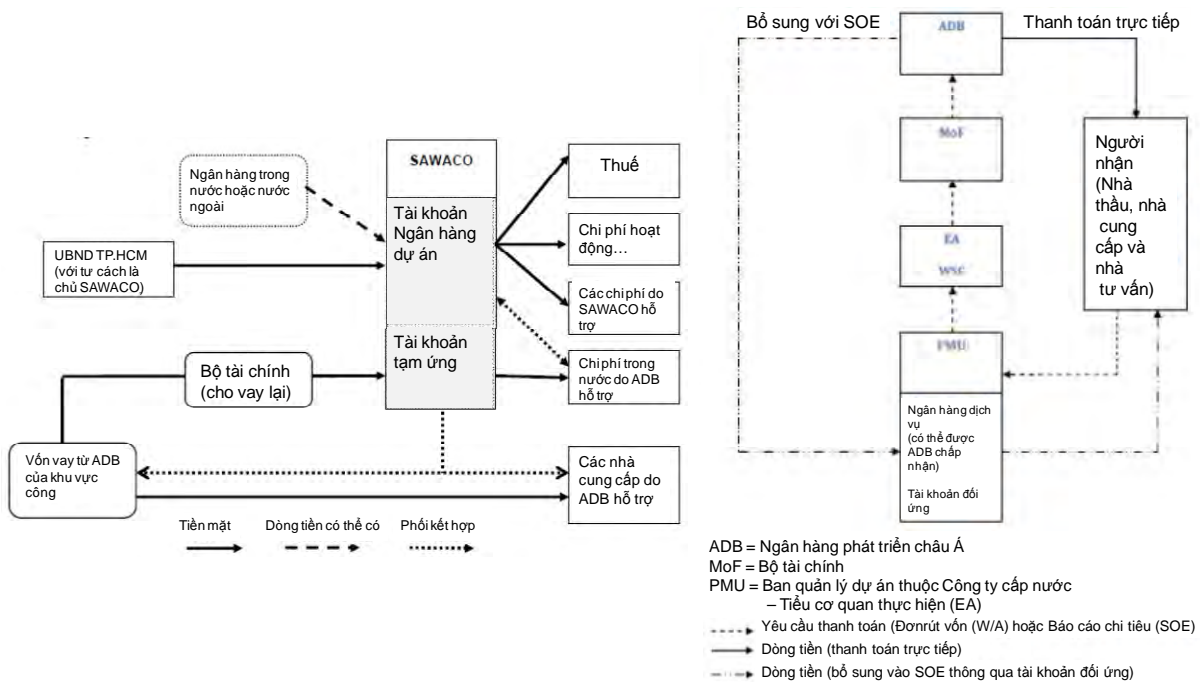 SAWACO
Ngân hàng trong
nước hoặc nước
ngoài
Tài khoản
Ngân hàng
dự án
Thuế
Chi phí hoạt
động…
UBND TP.HCM
(với tư cách là
chủ SAWACO)
Các chi phí do
SAWACO hỗ
trợ
Tài khoản
tạm ứng
Bộ tài chính
(cho vay lại)
Chi phí trong
nước do ADB
hỗ trợ
Vốn vay từ ADB
của khu vực
công
Các nhà
cung cấp do
ADB hỗ trợ
Tiền mặt
Dòng tiền có thể có
Phối kết hợp
Bổ sung với SOE
ADB
Thanh toán trực tiếp
MoF
Người
nhận
(Nhà
thầu, nhà
cung
cấp và
nhà
tư vấn)
EA
WSC
PMU
Ngân hàng dịch
vụ
(có thể được
ADB chấp
nhận)
Tài khoản đối
ứng
ADB = Ngân hàng phát triển châu Á
MoF = Bộ tài chính
PMU = Ban quản lý dự án thuộc Công ty cấp nước
– Tiểu cơ quan thực hiện (EA)
Yêu cầu thanh toán (Đơnrút vốn (W/A) hoặc Báo cáo chi tiêu (SOE)
Dòng tiền (thanh toán trực tiếp)
Dòng tiền (bổ sung vào SOE thông qua tài khoản đối ứng)